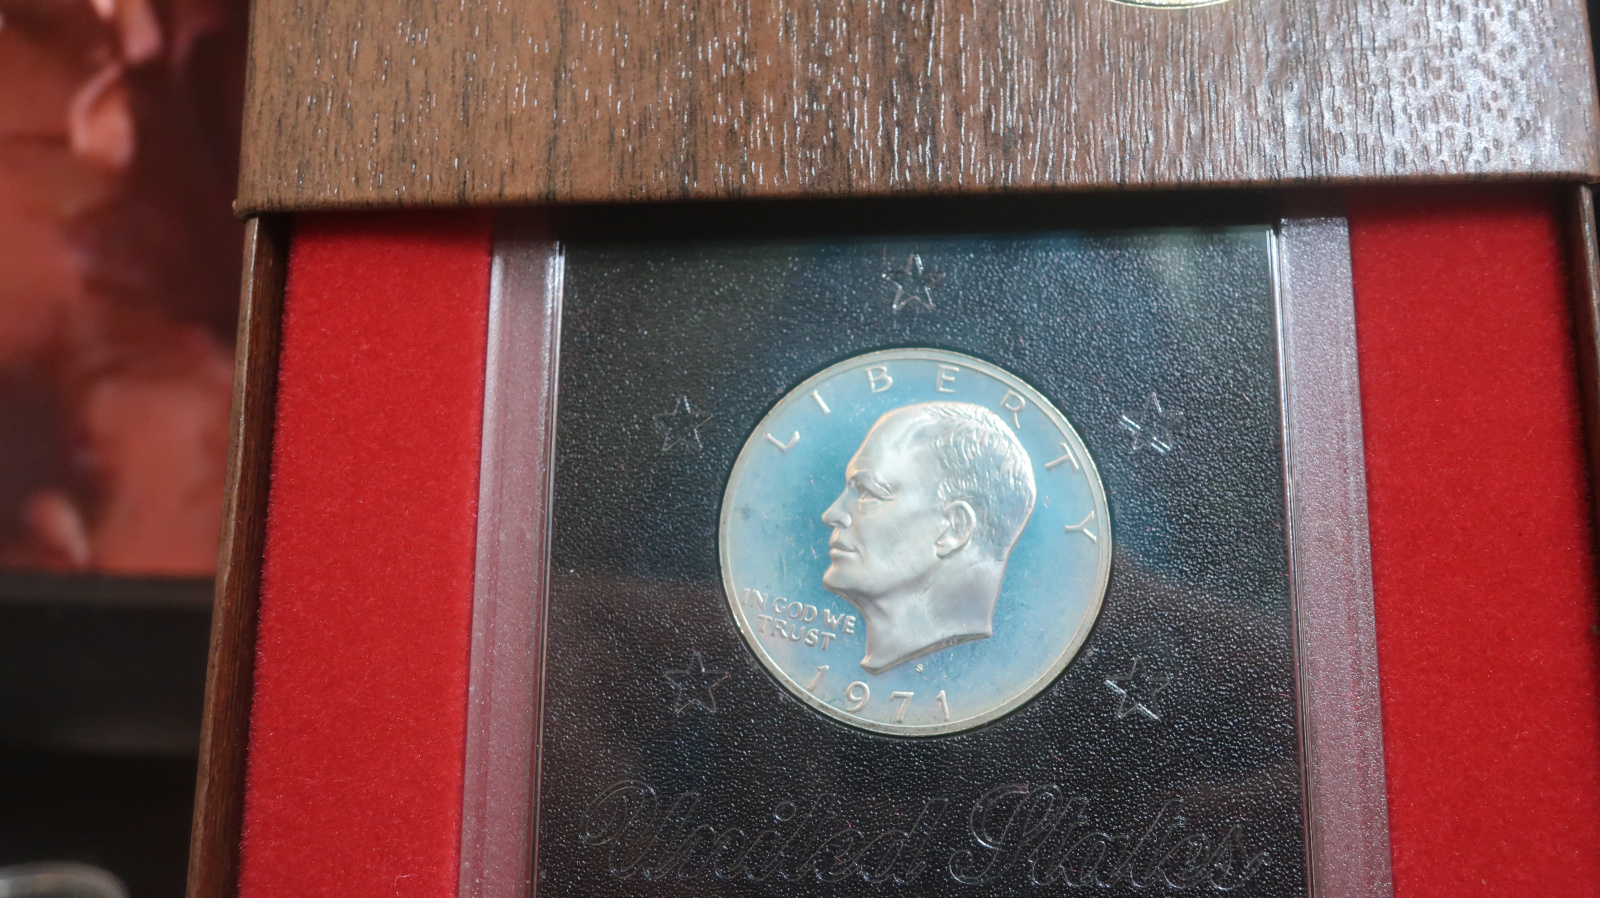 LIBERTY
IN GOD WE
TRUST
S
1971
United States